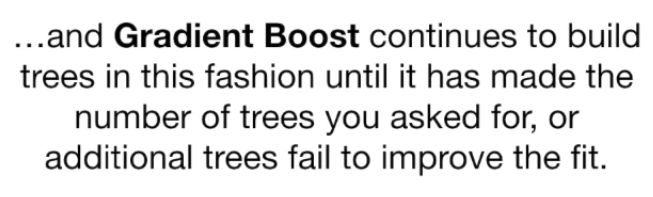 ...and Gradient Boost continues to build
trees in this fashion until it has made the
number of trees you asked for, or
additional trees fail to improve the fit.